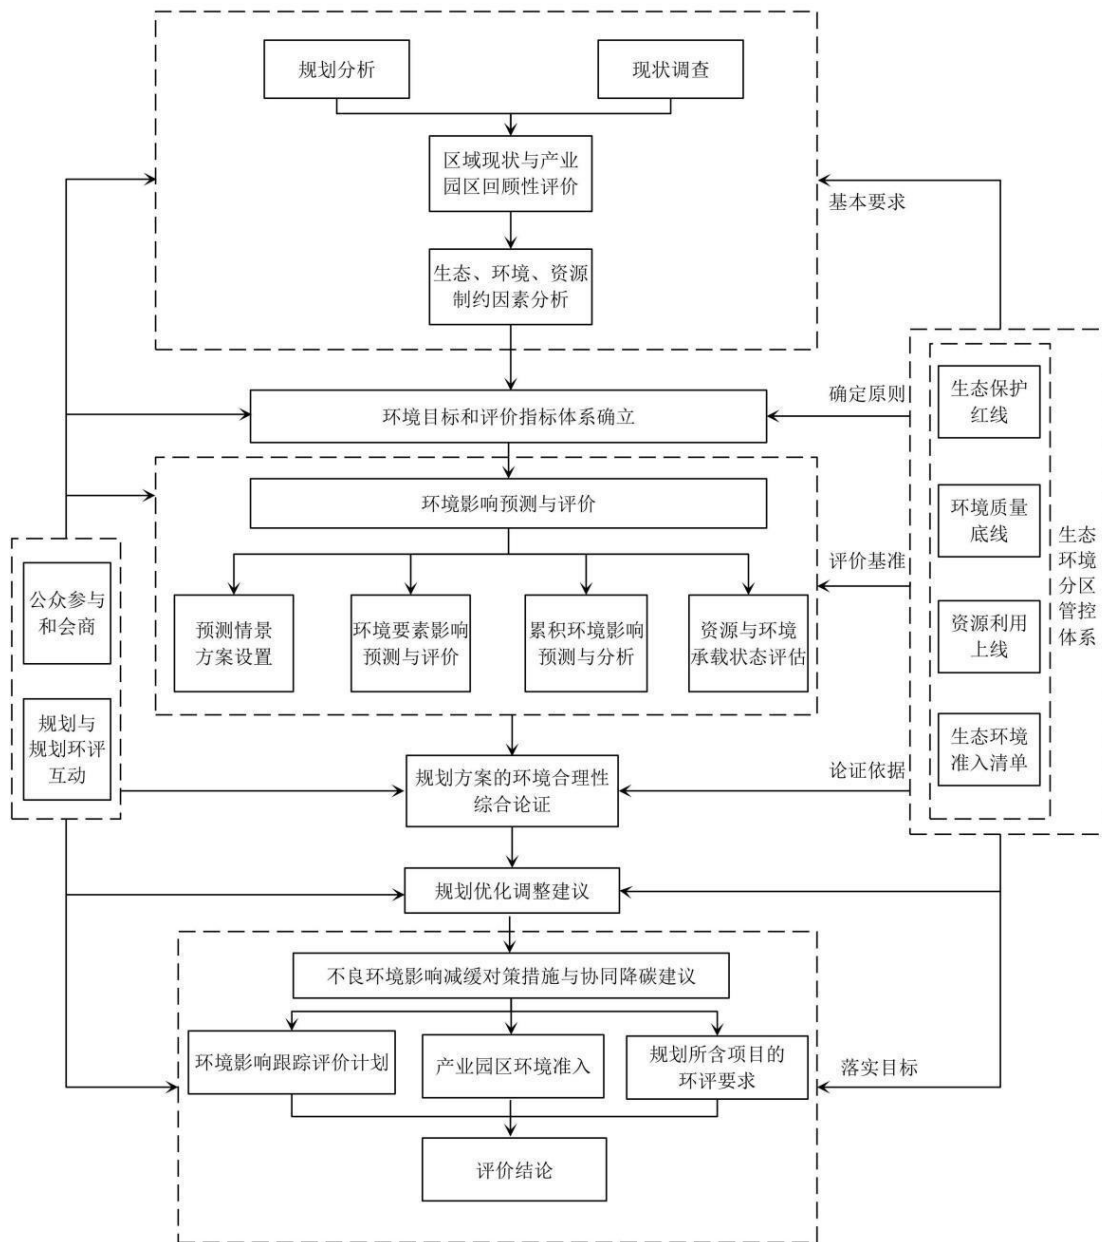 规划分析
现状调查
区域现状与产业
园区回顾性评价
基本要求
生态、环境、资源
制约因素分析
环境目标和评价指标体系确立
确定原则
生态保护
红线
环境质量
底线
资源利用
上线
生态环境
准入清单
生态
环境
分区
管控
体系
环境影响预测与评价
评价基准
预测情景
方案设置
环境要素影响
预测与评价
累积环境影响
预测与分析
资源与环境
承载状态评估
公众参与
和会商
规划与
规划环评
互动
规划方案的环境合理性
综合论证
论证依据
规划优化调整建议
不良环境影响减缓对策措施与协同降碳建议
环境影响跟踪评价计划
产业园区环境准入
规划所含项目的
环评要求
落实目标
评价结论